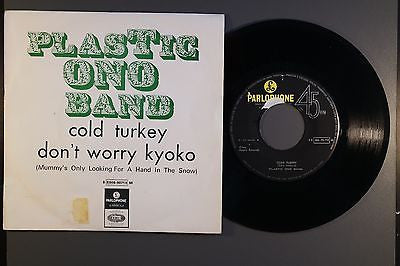 PLASTIC
ONO
BAND
cold turkey
don't worry kyoko
(Mummy's Only Looking For A Hand In The Snow)
PARLOPHONE
PARLOPHONE
45
COLD TURKEY
PLASTIC ONO BAND